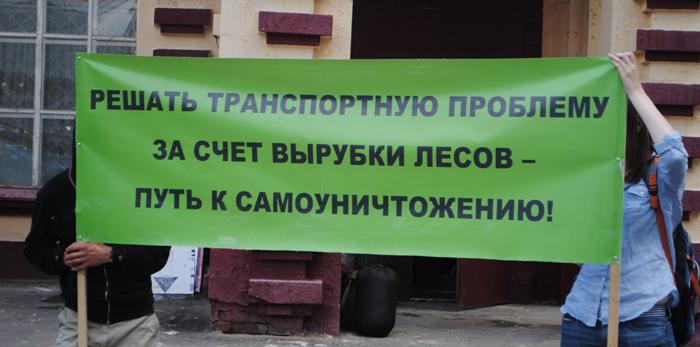 РЕШАТЬ ТРАНСПОРТНУЮ ПРОБЛЕМУ
ЗА СЧЕТ ВЫРУБКИ ЛЕСОВ –
ПУТЬ К САМОУНИЧТОЖЕНИЮ!